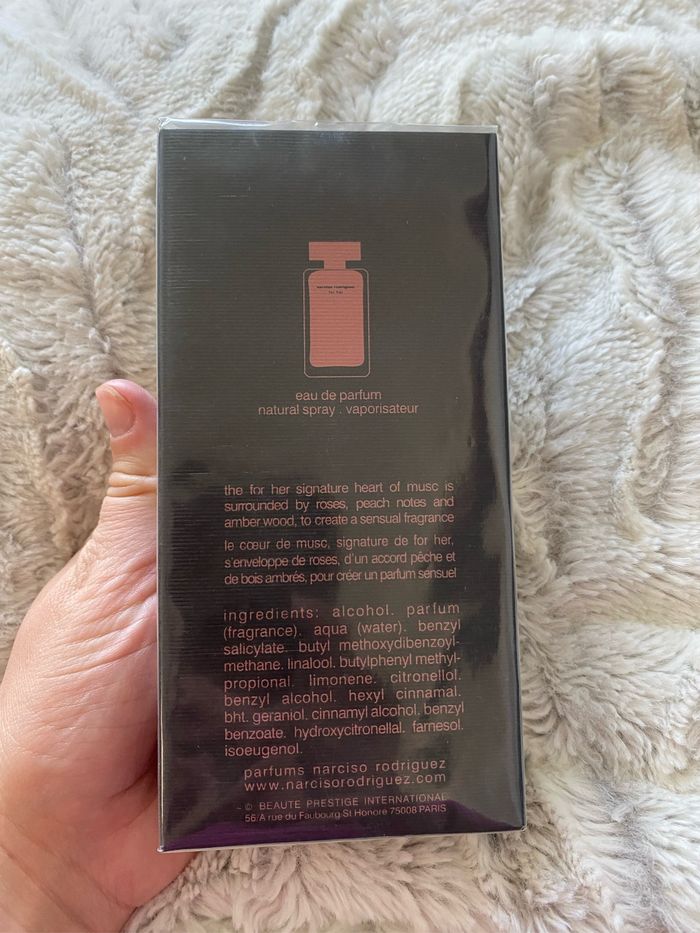 narciso rodriguez
for her
eau de parfum
natural spray . vaporisateur
the for her signature heart of musc is
surrounded by roses, peach notes and
amber wood, to create a sensual fragrance
le cœur de musc, signature de for her,
s'enveloppe de roses, d'un accord pêche et
de bois ambrés, pour créer un parfum sensuel
ingredients: alcohol. parfum
(fragrance). aqua (water). benzyl
salicylate. butyl methoxydibenzoyl-
methane. linalool. butylphenyl methyl-
propional. limonene. citronellol.
benzyl alcohol. hexyl cinnamal.
bht. geraniol. cinnamyl alcohol. benzyl
benzoate. hydroxycitronellal. farnesol.
isoeugenol.
parfums narciso rodriguez
www.narcisorodriguez.com
© BEAUTE PRESTIGE INTERNATIONAL
56/A rue du Faubourg St Honore 75008 PARIS